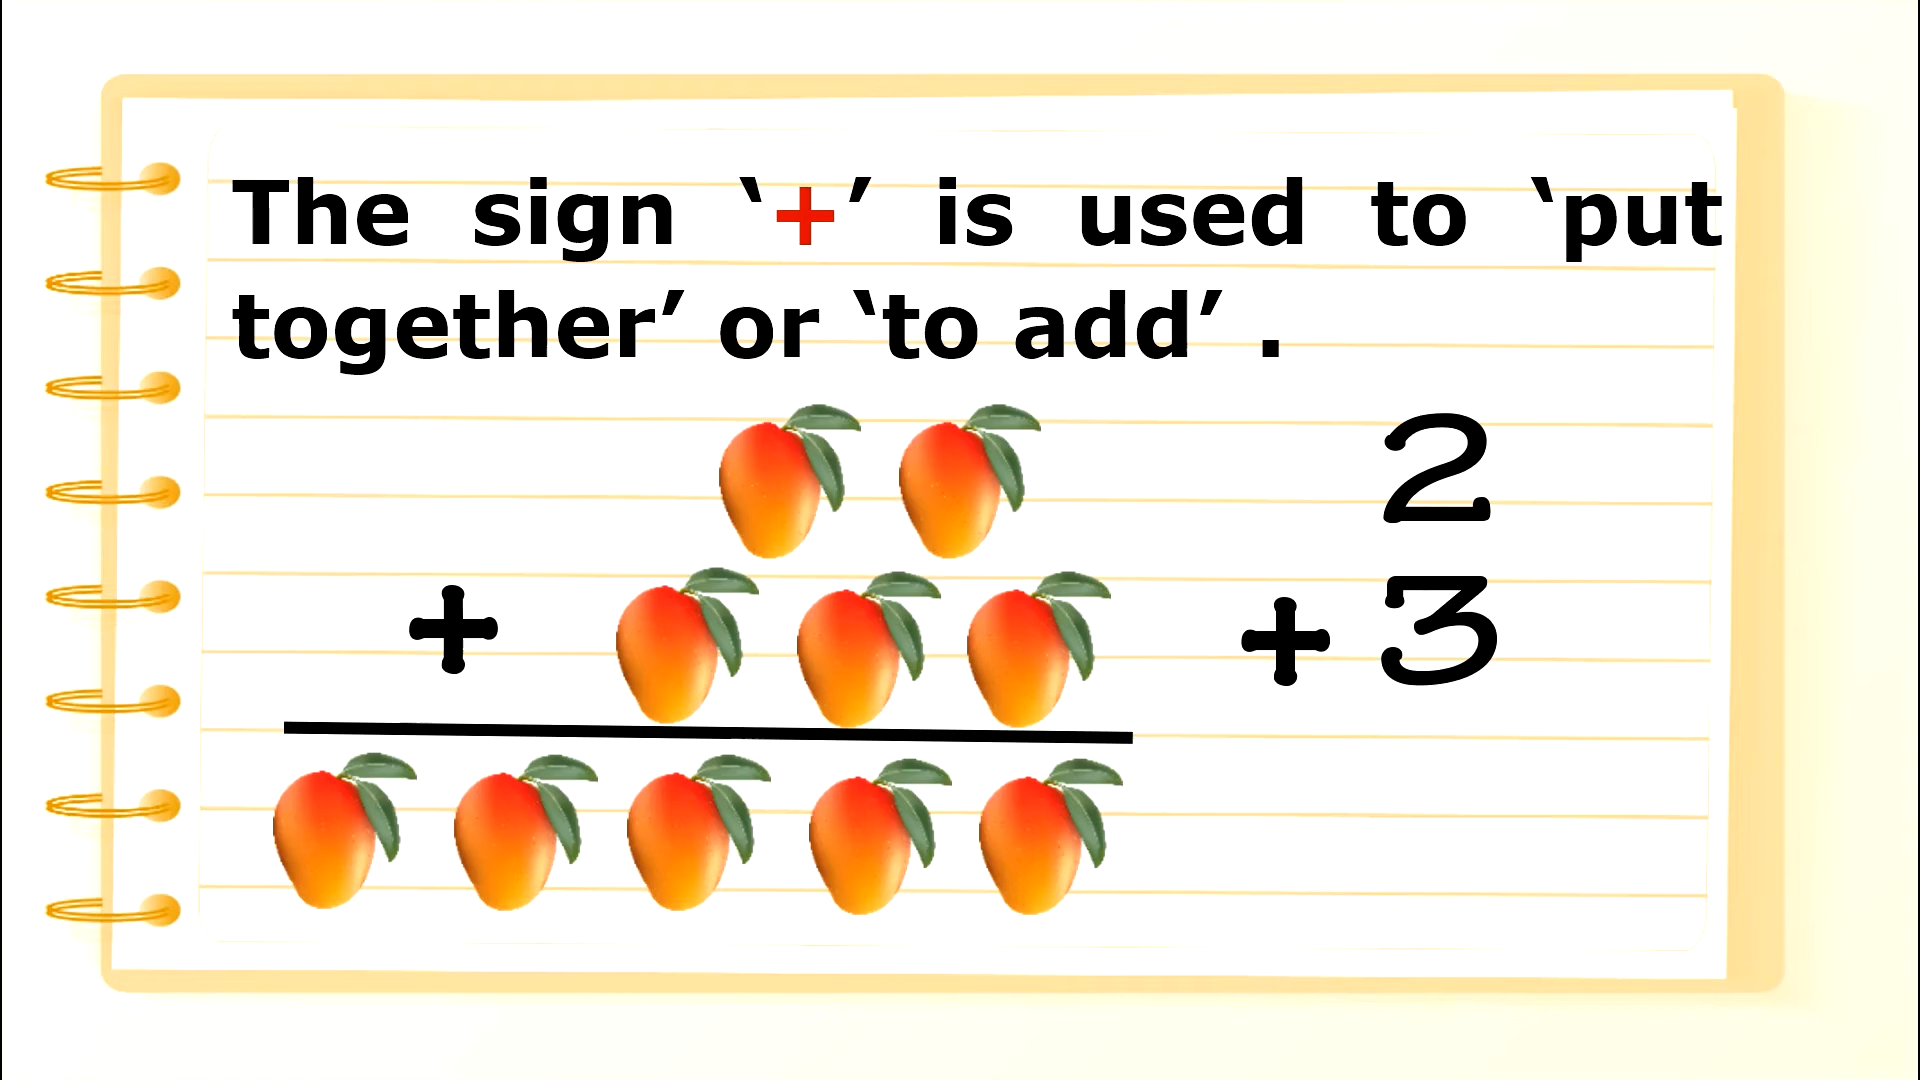 The sign ‘+’ is used to ‘put
together’ or ‘to add’ .
2
+
+ 3